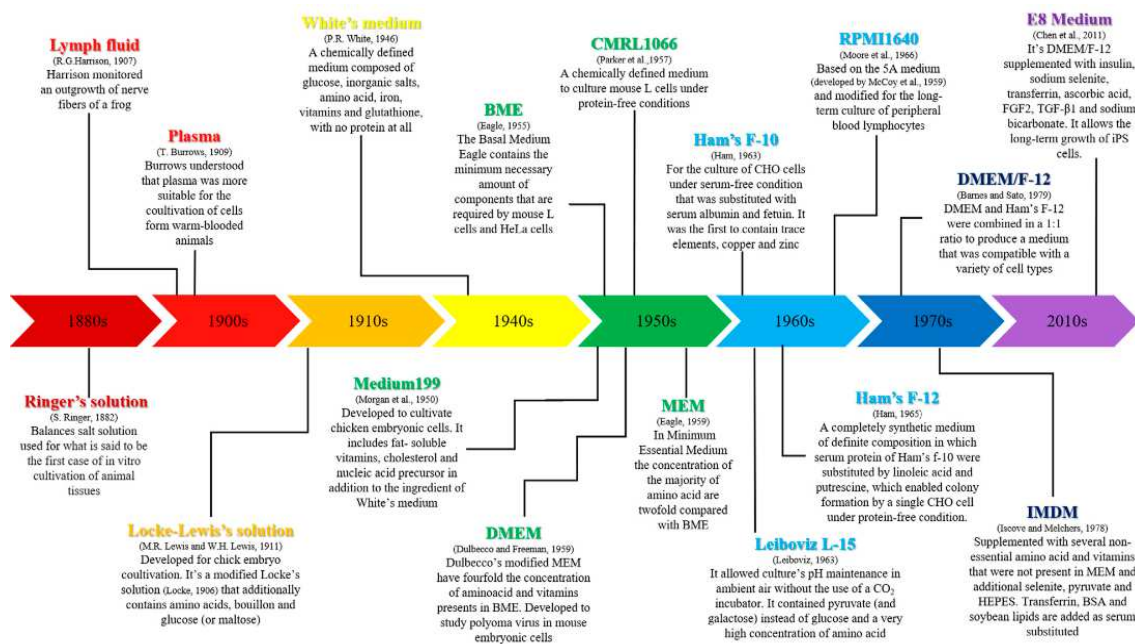 Lymph fluid
(R.G.Harrison, 1907)
Harrison monitored
an outgrowth of nerve
fibers of a frog
Plasma
(T. Burrows, 1909)
Burrows understood
that plasma was more
suitable for the
coultivation of cells
form warm-blooded
animals
White's medium
(P.R. White, 1946)
A chemically defined
medium composed of
glucose, inorganic salts,
amino acid, iron,
vitamins and glutathione,
with no protein at all
BME
(Eagle, 1955)
The Basal Medium
Eagle contains the
minimum necessary
amount of
components that are
required by mouse L
cells and HeLa cells
CMRL1066
(Parker et al.,1957)
A chemically defined medium
to culture mouse L cells under
protein-free conditions
Ham's F-10
(Ham, 1963)
For the culture of CHO cells
under serum-free condition
that was substituted with
serum albumin and fetuin. It
was the first to contain trace
elements, copper and zinc
RPMI1640
(Moore et al., 1966)
Based on the 5A medium
(developed by McCoy et al., 1959)
and modified for the long-
term culture of peripheral
blood lymphocytes
DMEM/F-12
(Barnes and Sato, 1979)
DMEM and Ham's F-12
were combined in a 1:1
ratio to produce a medium
that was compatible with a
variety of cell types
E8 Medium
(Chen et al., 2011)
It's DMEM/F-12
supplemented with insulin,
sodium selenite,
transferrin, ascorbic acid,
FGF2, TGF-β1 and sodium
bicarbonate. It allows the
long-term growth of iPS
cells.
1880s
1900s
1910s
1940s
1950s
1960s
1970s
2010s
Ringer's solution
(S. Ringer, 1882)
Balances salt solution
used for what is said to be
the first case of in vitro
cultivation of animal
tissues
Locke-Lewis's solution
(M.R. Lewis and W.H. Lewis, 1911)
Developed for chick embryo
coultivation. It's a modified Locke's
solution (Locke, 1906) that additionally
contains amino acids, bouillon and
glucose (or maltose)
Medium199
(Morgan et al., 1950)
Developed to cultivate
chicken embryonic cells. It
includes fat- soluble
vitamins, cholesterol and
nucleic acid precursor in
addition to the ingredient of
White's medium
DMEM
(Dulbecco and Freeman, 1959)
Dulbecco's modified MEM
have fourfold the concentration
of aminoacid and vitamins
presents in BME. Developed to
study polyoma virus in mouse
embryonic cells
MEM
(Eagle, 1959)
In Minimum
Essential Medium
the concentration of
the majority of
amino acid are
twofold compared
with BME
Leiboviz L-15
(Leiboviz, 1963)
It allowed culture's pH maintenance in
ambient air without the use of a CO₂
incubator. It contained pyruvate (and
galactose) instead of glucose and a very
high concentration of amino acid
Ham's F-12
(Ham, 1965)
A completely synthetic medium
of definite composition in which
serum protein of Ham's f-10 were
substituted by linoleic acid and
putrescine, which enabled colony
formation by a single CHO cell
under protein-free condition.
IMDM
(Iscove and Melchers, 1978)
Supplemented with several non-
essential amino acid and vitamins
that were not present in MEM and
additional selenite, pyruvate and
HEPES. Transferrin, BSA and
soybean lipids are added as serum
substituted